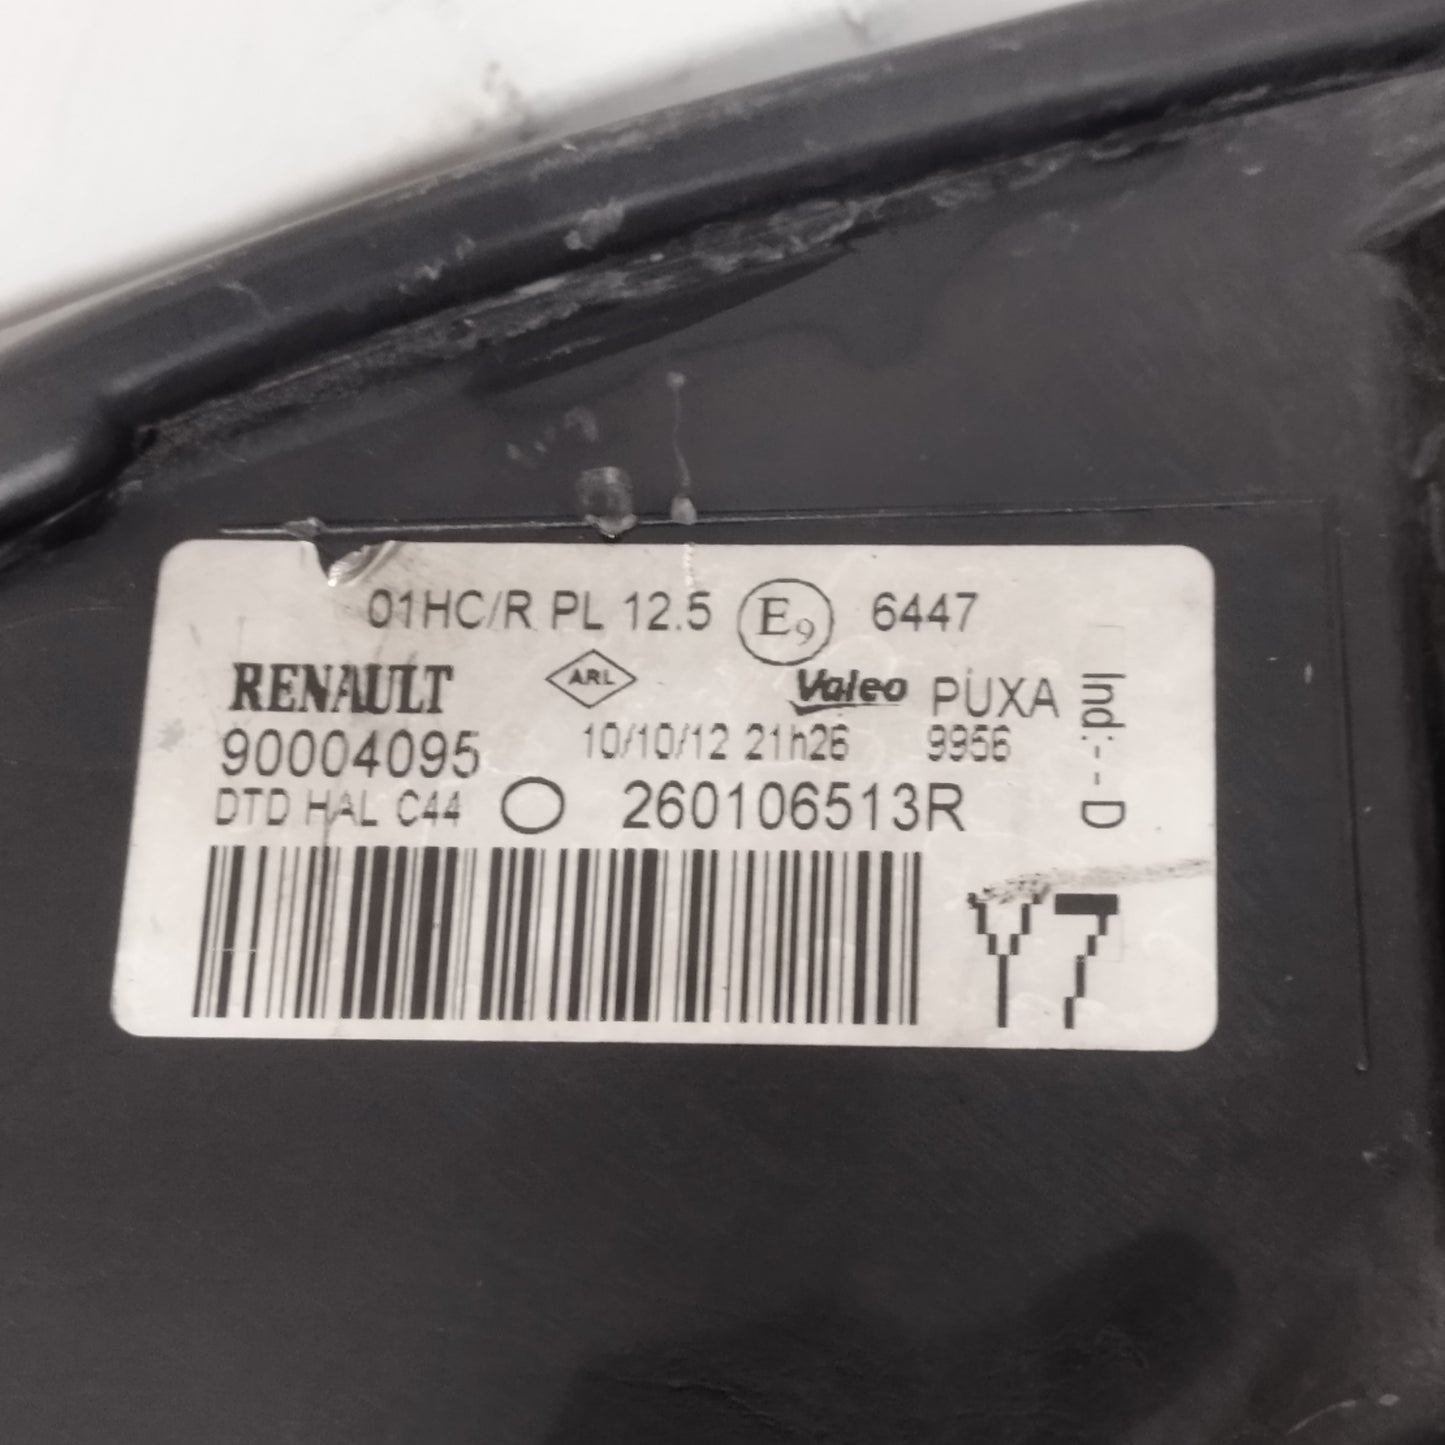 01HC/R PL 12.5 E9 6447
RENAULT ARL Valeo PUXA
90004095 10/10/12 21h26 9956
DTD HAL C44 260106513R
Ind:--D
Y7